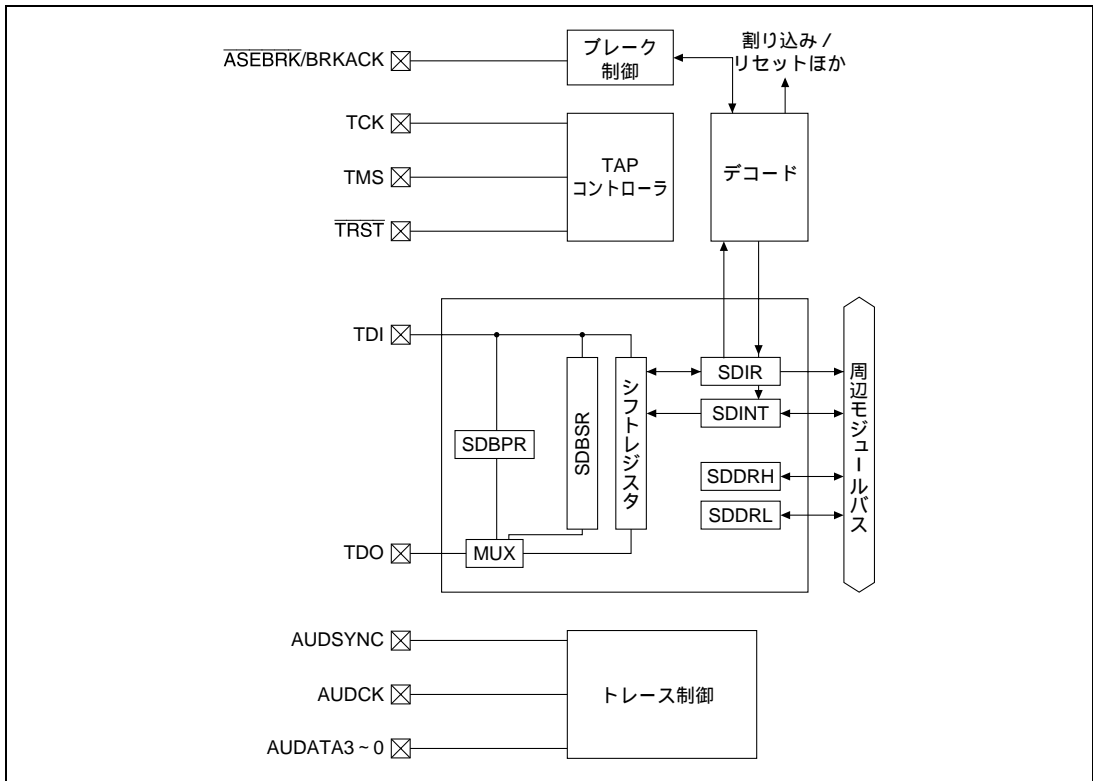 ASEBRK/BRKACK
ブレーク
制御
割り込み /
リセットほか
TCK
TMS
TRST
TAP
コントローラ
デコード
TDI
TDO
SDBPR
SDBSR
シフトレジスタ
MUX
SDIR
SDINT
SDDRH
SDDRL
周辺モジュールバス
AUDSYNC
AUDCK
AUDATA3 ~ 0
トレース制御